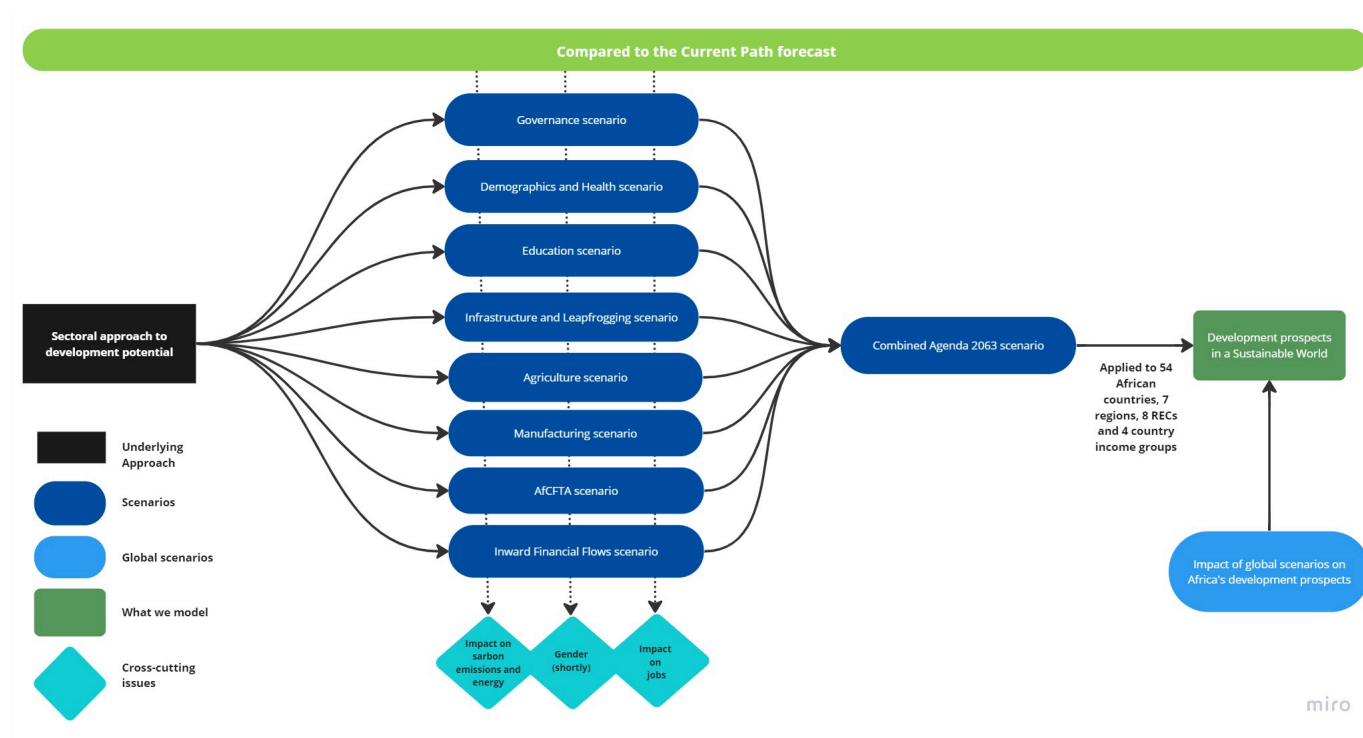 Compared to the Current Path forecast
Governance scenario
Demographics and Health scenario
Education scenario
Infrastructure and Leapfrogging scenario
Agriculture scenario
Manufacturing scenario
AfCFTA scenario
Inward Financial Flows scenario
Sectoral approach to
development potential
Combined Agenda 2063 scenario
Applied to 54
African
countries, 7
regions, 8 RECs
and 4 country
income groups
Development prospects
in a Sustainable World
Impact of global scenarios on
Africa's development prospects
Underlying
Approach
Scenarios
Global scenarios
What we model
Cross-cutting
issues
Impact on
sarbon
emissions and
energy
Gender
(shortly)
Impact
on
jobs
miro